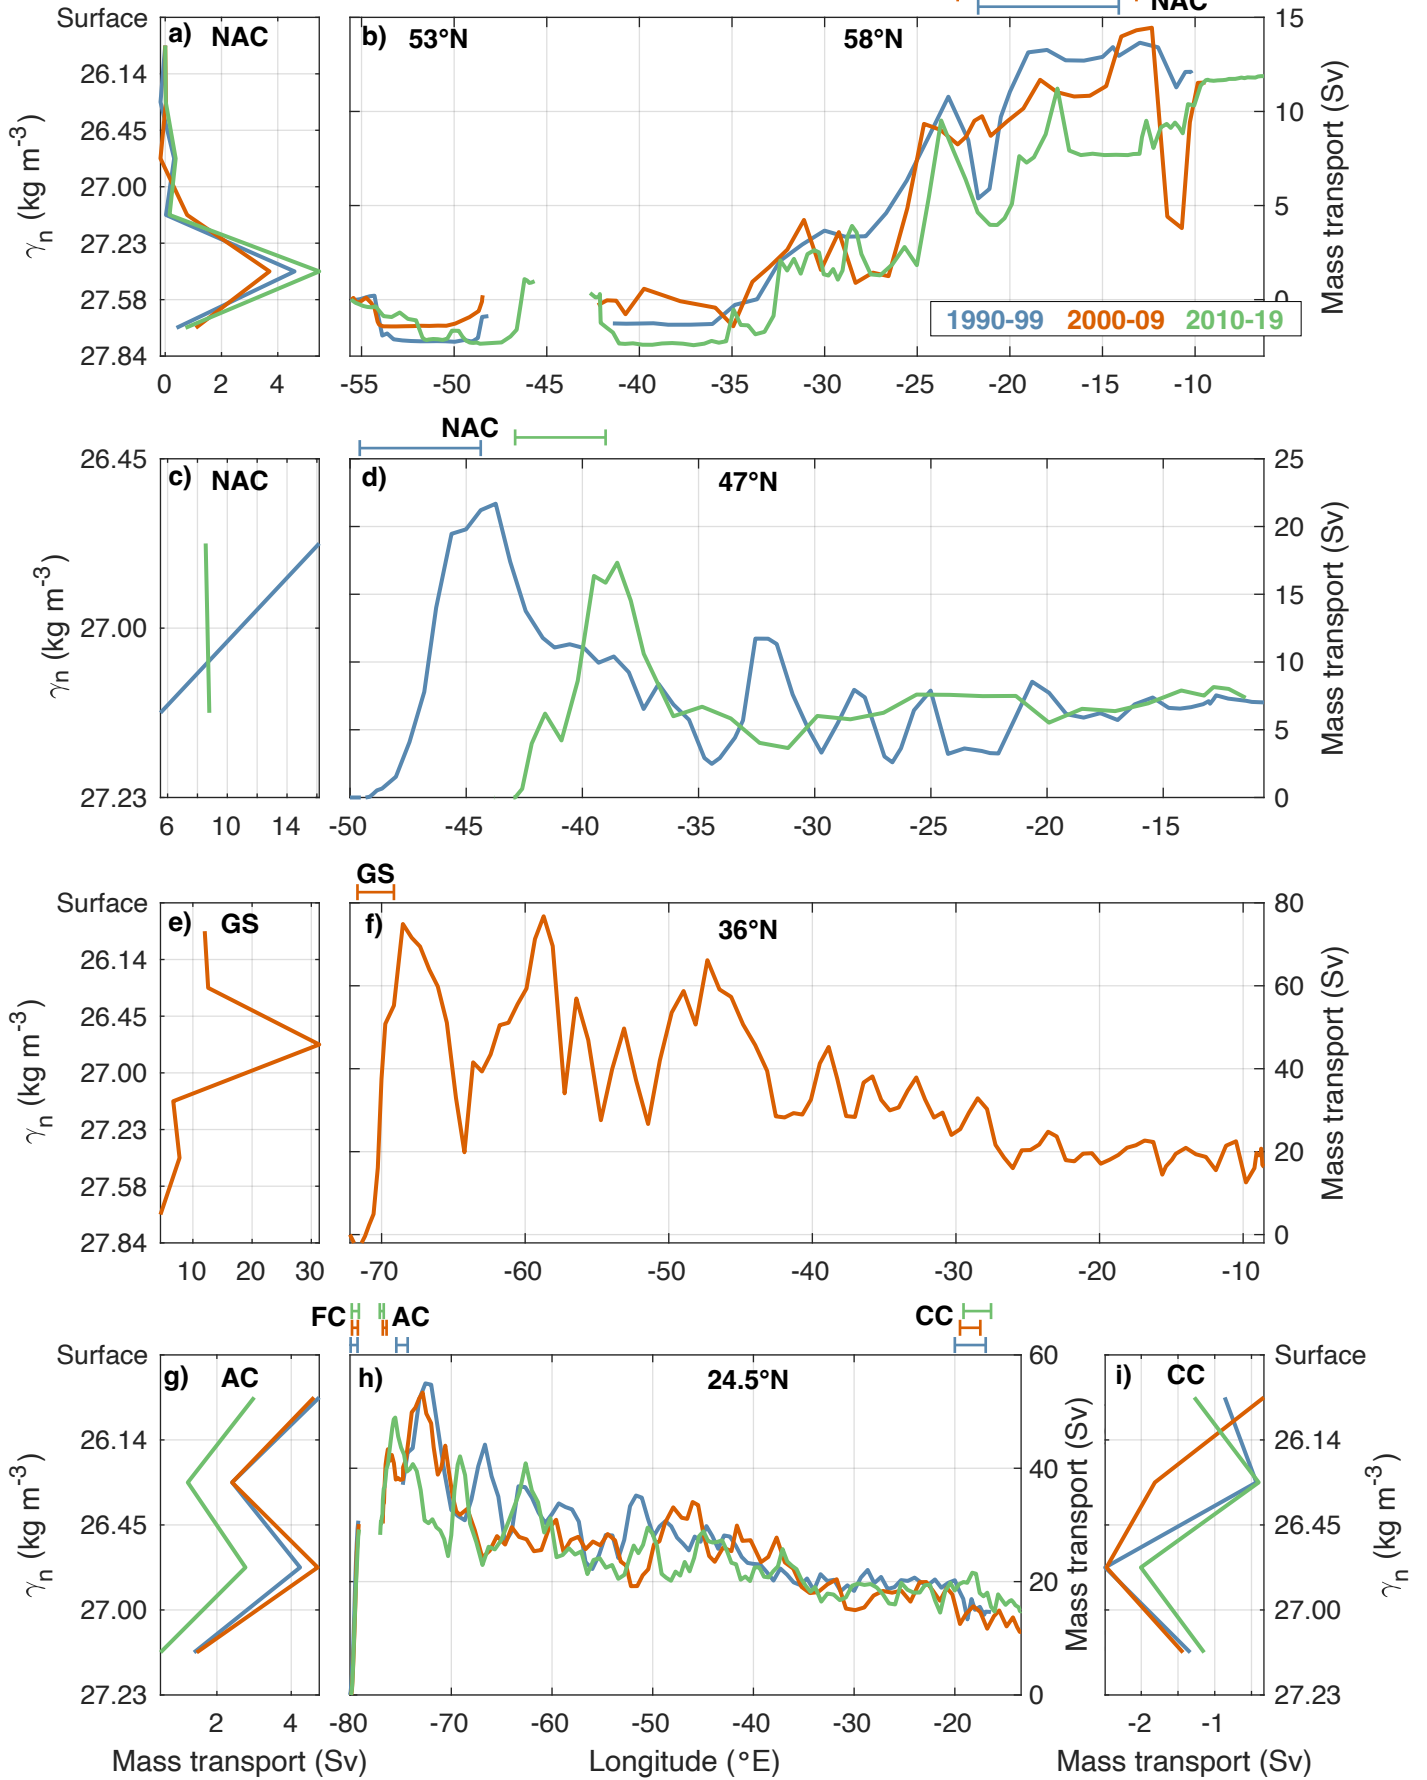 NAC
Surface
a) NAC
b) 53°N 58°N
15
26.14
26.45
27.00
27.23
27.58
27.84
γn (kg m-3)
10
5
0
Mass transport (Sv)
1990-99 2000-09 2010-19
0 2 4
-55 -50 -45 -40 -35 -30 -25 -20 -15 -10
NAC
26.45
c) NAC
d) 47°N
25
27.00
27.23
γn (kg m-3)
20
15
10
5
0
Mass transport (Sv)
6 10 14
-50 -45 -40 -35 -30 -25 -20 -15
GS
Surface
e) GS
f) 36°N
80
26.14
26.45
27.00
27.23
27.58
27.84
γn (kg m-3)
60
40
20
0
Mass transport (Sv)
10 20 30
-70 -60 -50 -40 -30 -20 -10
FC AC CC
Surface
g) AC
h) 24.5°N
60
i) CC
Surface
26.14
26.45
27.00
27.23
γn (kg m-3)
40
20
0
Mass transport (Sv)
26.14
26.45
27.00
27.23
γn (kg m-3)
2 4
-80 -70 -60 -50 -40 -30 -20
-2 -1
Mass transport (Sv)
Longitude (°E)
Mass transport (Sv)